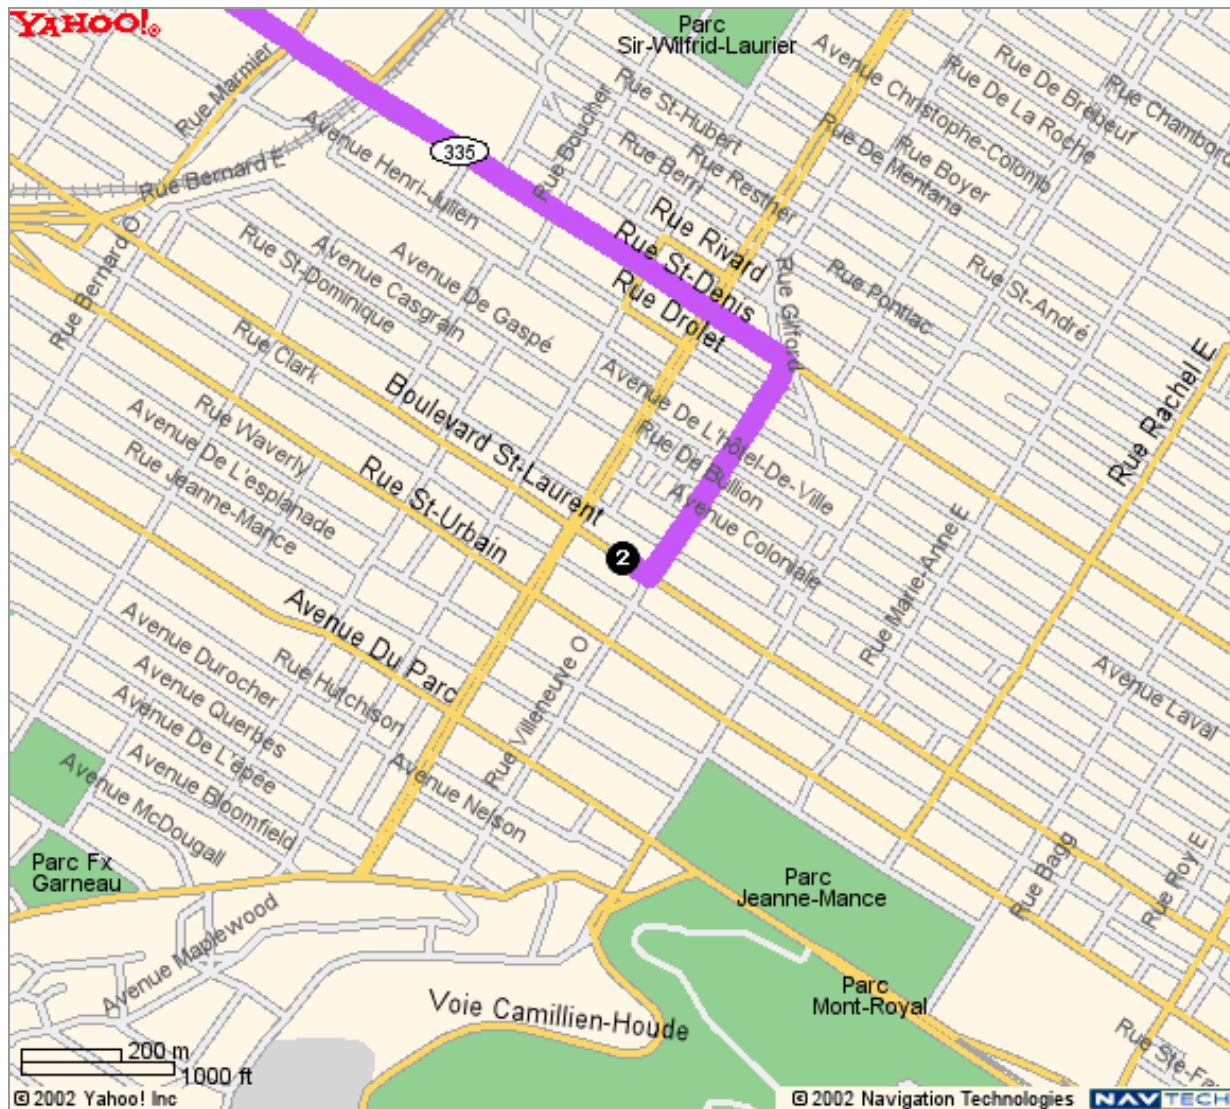 YAHOO!®
Parc
Sir-Wilfrid-Laurier
Rue Marmier
Avenue Christophe-Colomb
Rue De La Roche
Rue De Brébeuf
Rue Chambord
Rue St-Hubert
Rue Boucher
335
Avenue Henri-Julien
Rue Bernard E
Rue Berri
Rue Resther
Rue De Mentana
Rue Boyer
Rue Rivard
Rue St-Denis
Rue Drolet
Rue Gilford
Rue Pontiac
Rue St-André
Rue Bernard O
Rue St-Dominique
Avenue Casgrain
Avenue De Gaspé
Rue Clark
Rue Rachel E
Boulevard St-Laurent
Avenue De L'hôtel-De-Ville
Rue De Bullion
Avenue Coloniale
Rue Waverly
Avenue De L'esplanade
Rue Jeanne-Mance
Rue St-Urbain
2
Rue Marie-Anne E
Avenue Du Parc
Avenue Durocher
Rue Hutchison
Avenue Querbes
Avenue De L'épée
Avenue Bloomfield
Avenue McDougall
Rue Villeneuve O
Avenue Nelson
Avenue Laval
Parc Fx
Garneau
Parc
Jeanne-Mance
Rue Bagg
Rue Roy E
Avenue Maplewood
Voie Camillien-Houde
Parc
Mont-Royal
200 m
1000 ft
© 2002 Yahoo! Inc
© 2002 Navigation Technologies
NAVTECH